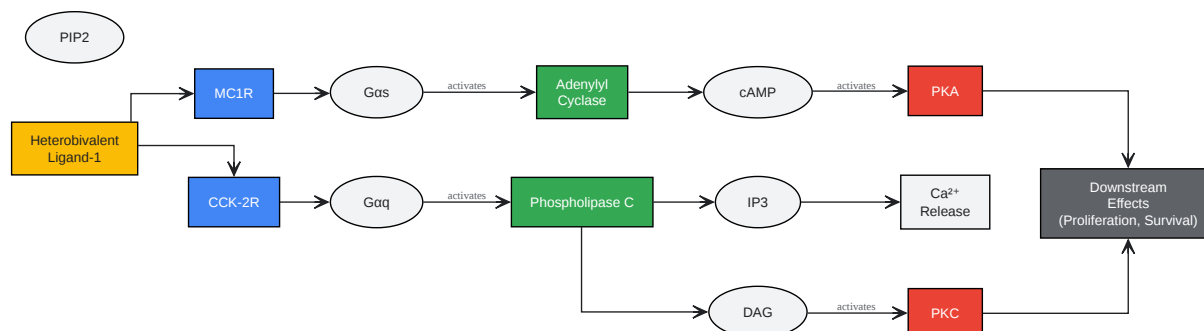 PIP2
MC1R
Gαs
activates
Adenylyl
Cyclase
cAMP
activates
PKA
Heterobivalent
Ligand-1
CCK-2R
Gαq
activates
Phospholipase C
IP3
Ca²⁺
Release
Downstream
Effects
(Proliferation, Survival)
DAG
activates
PKC